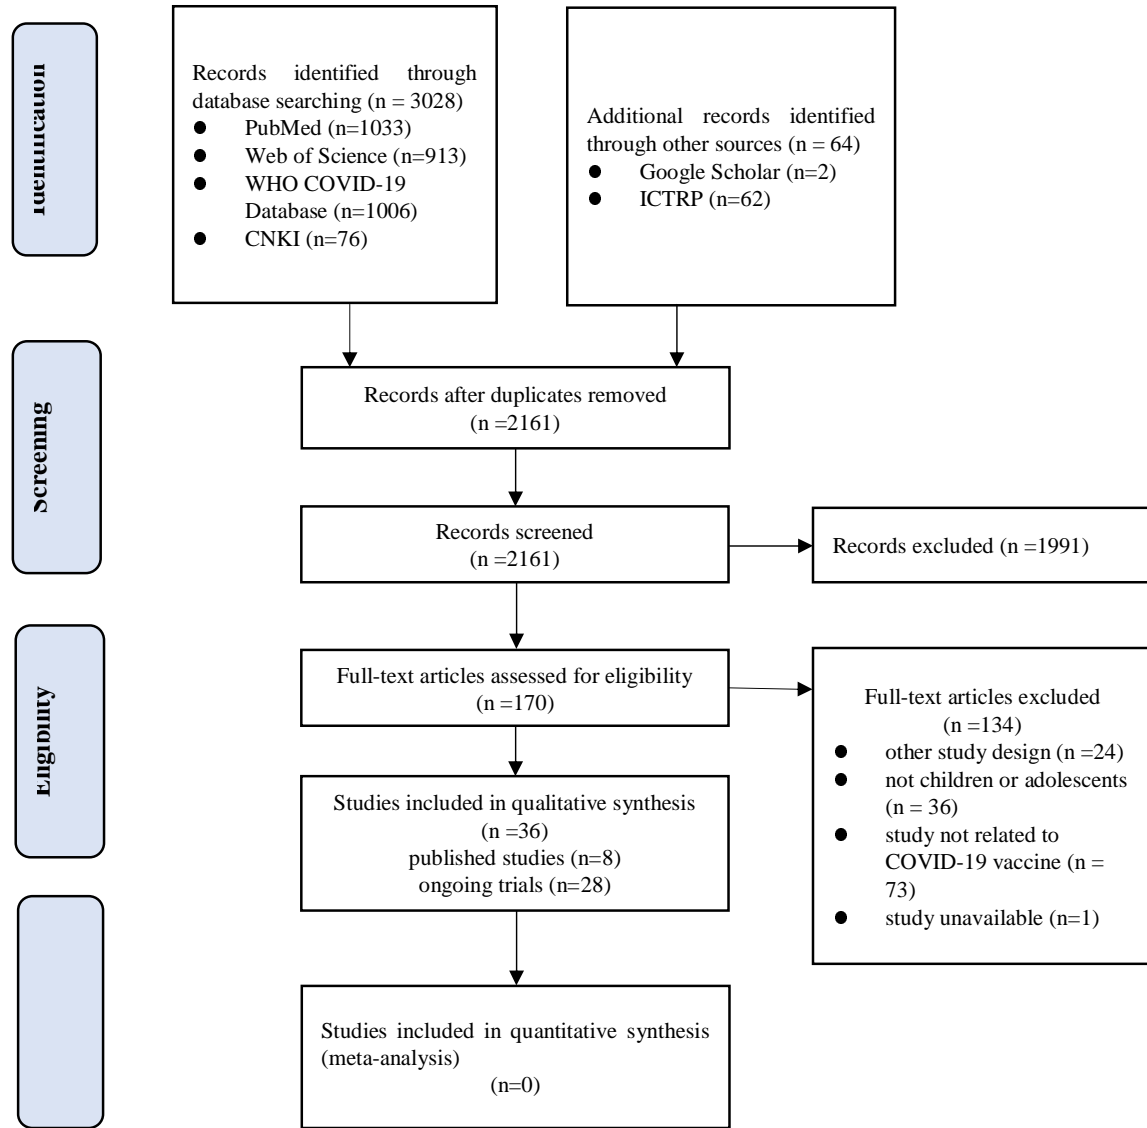 Identification
Records identified through
database searching (n = 3028)
● PubMed (n=1033)
● Web of Science (n=913)
● WHO COVID-19
Database (n=1006)
● CNKI (n=76)
Additional records identified
through other sources (n = 64)
● Google Scholar (n=2)
● ICTRP (n=62)
Screening
Records after duplicates removed
(n =2161)
Records screened
(n =2161)
Records excluded (n =1991)
Eligibility
Full-text articles assessed for eligibility
(n =170)
Full-text articles excluded
(n =134)
● other study design (n =24)
● not children or adolescents
(n = 36)
● study not related to
COVID-19 vaccine (n =
73)
● study unavailable (n=1)
Studies included in qualitative synthesis
(n =36)
published studies (n=8)
ongoing trials (n=28)
Studies included in quantitative synthesis
(meta-analysis)
(n=0)